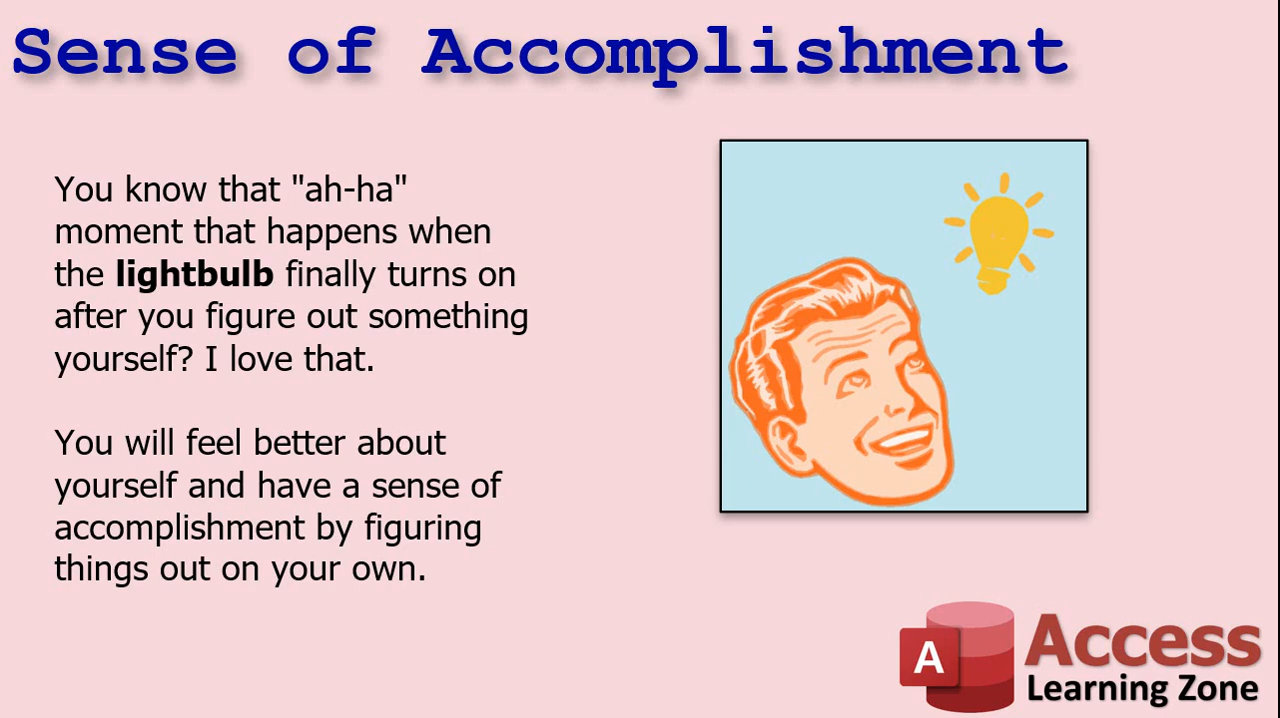 Sense of Accomplishment
You know that "ah-ha"
moment that happens when
the lightbulb finally turns on
after you figure out something
yourself? I love that.
You will feel better about
yourself and have a sense of
accomplishment by figuring
things out on your own.
A
Access
Learning Zone